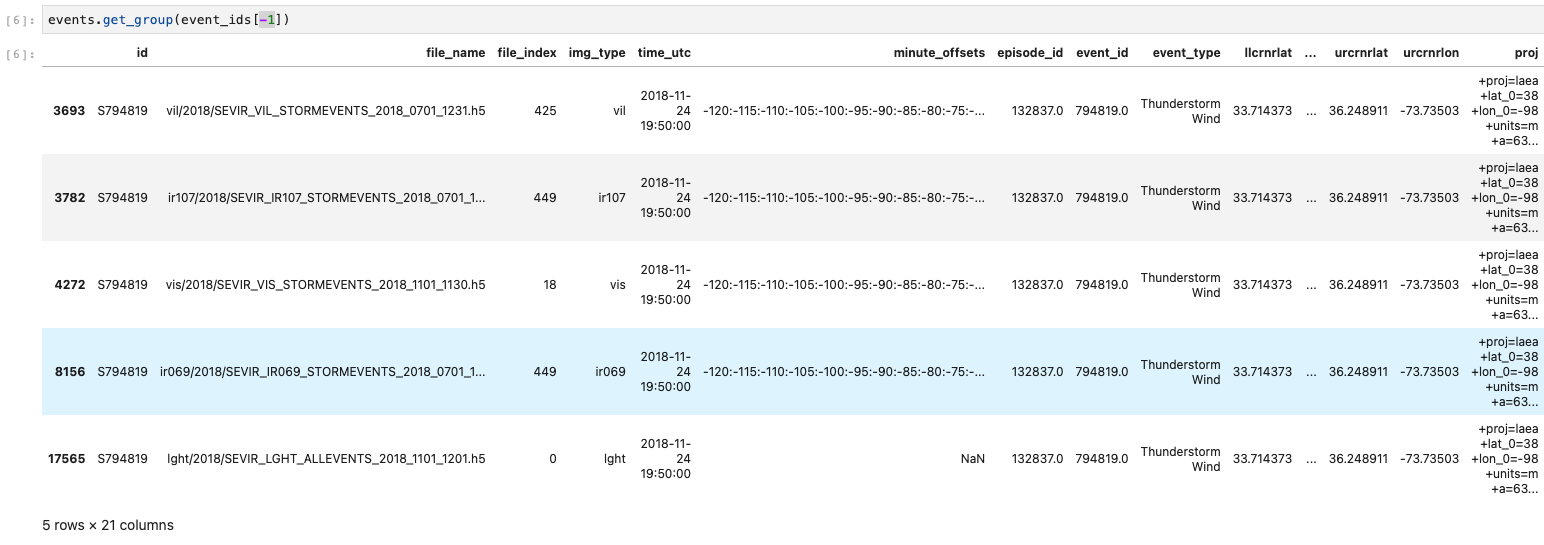 [6]: events.get_group(event_ids[-1])
[6]:
id file_name file_index img_type time_utc minute_offsets episode_id event_id event_type llcrnrlat ... urcrnrlat urcrnrlon proj
3693 S794819 vil/2018/SEVIR_VIL_STORMEVENTS_2018_0701_1231.h5 425 vil 2018-11-24 19:50:00 -120:-115:-110:-105:-100:-95:-90:-85:-80:-75:-... 132837.0 794819.0 Thunderstorm Wind 33.714373 ... 36.248911 -73.73503 +proj=laea +lat_0=38 +lon_0=-98 +units=m +a=63...
3782 S794819 ir107/2018/SEVIR_IR107_STORMEVENTS_2018_0701_1... 449 ir107 2018-11-24 19:50:00 -120:-115:-110:-105:-100:-95:-90:-85:-80:-75:-... 132837.0 794819.0 Thunderstorm Wind 33.714373 ... 36.248911 -73.73503 +proj=laea +lat_0=38 +lon_0=-98 +units=m +a=63...
4272 S794819 vis/2018/SEVIR_VIS_STORMEVENTS_2018_1101_1130.h5 18 vis 2018-11-24 19:50:00 -120:-115:-110:-105:-100:-95:-90:-85:-80:-75:-... 132837.0 794819.0 Thunderstorm Wind 33.714373 ... 36.248911 -73.73503 +proj=laea +lat_0=38 +lon_0=-98 +units=m +a=63...
8156 S794819 ir069/2018/SEVIR_IR069_STORMEVENTS_2018_0701_1... 449 ir069 2018-11-24 19:50:00 -120:-115:-110:-105:-100:-95:-90:-85:-80:-75:-... 132837.0 794819.0 Thunderstorm Wind 33.714373 ... 36.248911 -73.73503 +proj=laea +lat_0=38 +lon_0=-98 +units=m +a=63...
17565 S794819 lght/2018/SEVIR_LGHT_ALLEVENTS_2018_1101_1201.h5 0 lght 2018-11-24 19:50:00 NaN 132837.0 794819.0 Thunderstorm Wind 33.714373 ... 36.248911 -73.73503 +proj=laea +lat_0=38 +lon_0=-98 +units=m +a=63...
5 rows × 21 columns